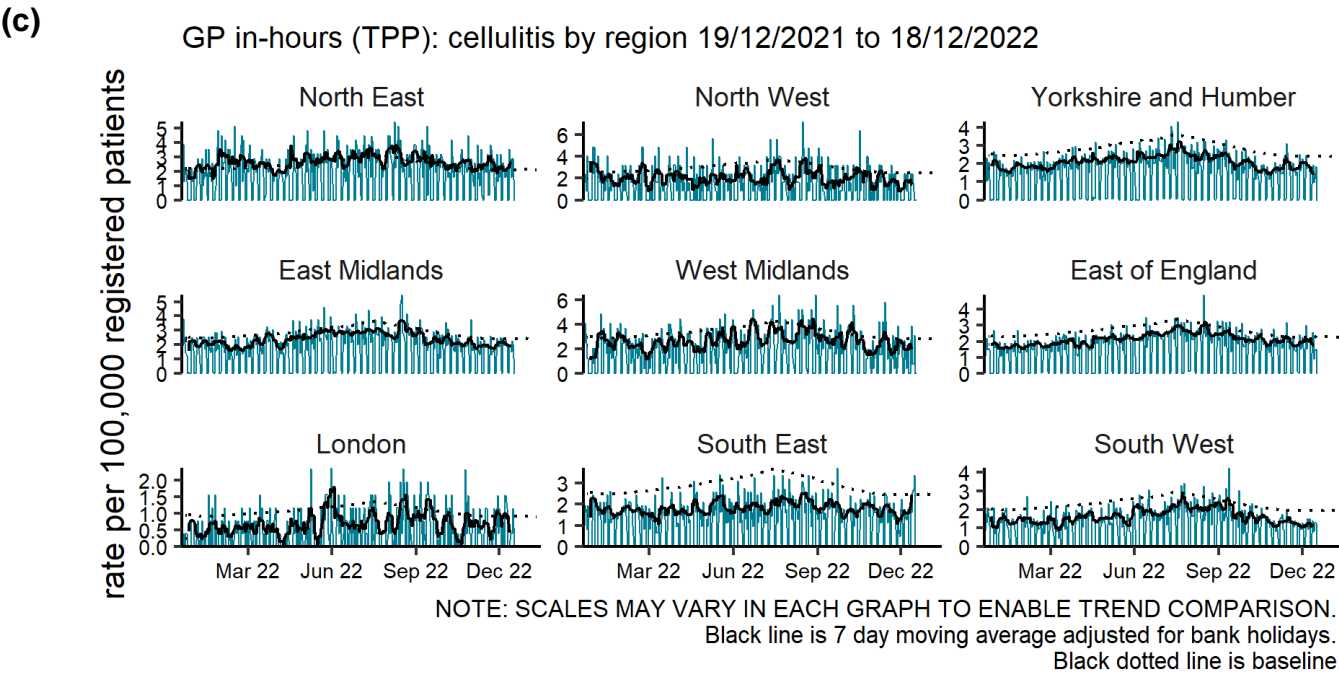 (c)
GP in-hours (TPP): cellulitis by region 19/12/2021 to 18/12/2022
rate per 100,000 registered patients
North East
5
4
3
2
1
0
North West
6
4
2
0
Yorkshire and Humber
4
3
2
1
0
East Midlands
5
4
3
2
1
0
West Midlands
6
4
2
0
East of England
4
3
2
1
0
London
2.0
1.5
1.0
0.5
0.0
South East
3
2
1
0
South West
4
3
2
1
0
Mar 22 Jun 22 Sep 22 Dec 22
Mar 22 Jun 22 Sep 22 Dec 22
Mar 22 Jun 22 Sep 22 Dec 22
NOTE: SCALES MAY VARY IN EACH GRAPH TO ENABLE TREND COMPARISON.
Black line is 7 day moving average adjusted for bank holidays.
Black dotted line is baseline